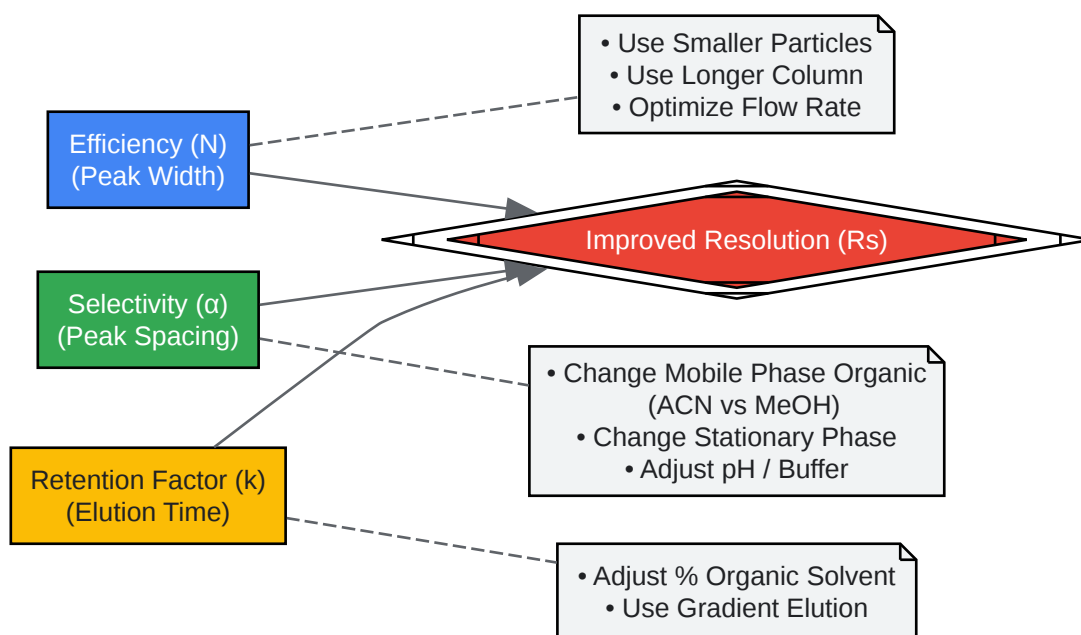 • Use Smaller Particles
• Use Longer Column
• Optimize Flow Rate
Efficiency (N)
(Peak Width)
Improved Resolution (Rs)
Selectivity (α)
(Peak Spacing)
• Change Mobile Phase Organic
(ACN vs MeOH)
• Change Stationary Phase
• Adjust pH / Buffer
Retention Factor (k)
(Elution Time)
• Adjust % Organic Solvent
• Use Gradient Elution